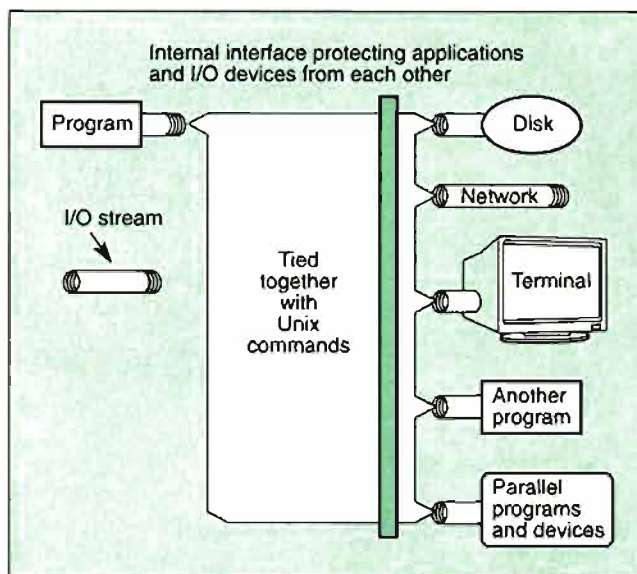 Internal interface protecting applications
and I/O devices from each other
Program
Disk
Network
I/O stream
Tied
together
with
Unix
commands
Terminal
Another
program
Parallel
programs
and devices